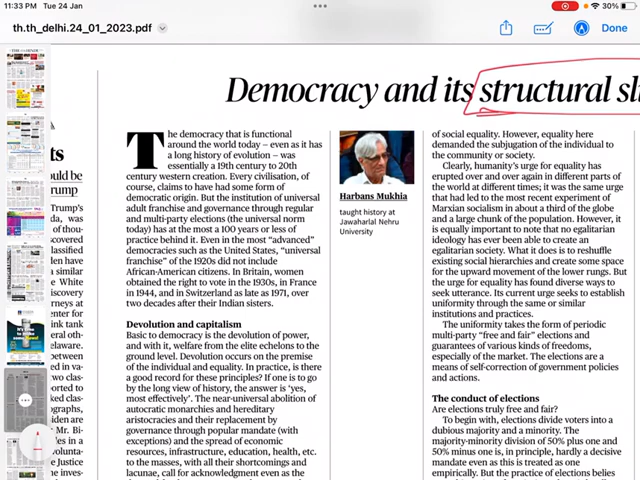 11:33 PM Tue 24 Jan
30%
th.th_delhi.24_01_2023.pdf
Done
Democracy and its structural sli
ts
ould be
rump
Trump's
da, was
of thou-
scovered
lassified
den have
a similar
e White
iscovery
rneys at
enter for
ink tank
eral oth-
elaware.
between
ed in va-
two clas-
orted to
ked clas-
ographs,
iden are
Mr. Bi-
les in a
volunta-
e Justice
he inves-
The democracy that is functional
around the world today – even as it has
a long history of evolution – was
essentially a 19th century to 20th
century western creation. Every civilisation, of
course, claims to have had some form of
democratic origin. But the institution of universal
adult franchise and governance through regular
and multi-party elections (the universal norm
today) has at the most a 100 years or less of
practice behind it. Even in the most “advanced”
democracies such as the United States, “universal
franchise” of the 1920s did not include
African-American citizens. In Britain, women
obtained the right to vote in the 1930s, in France
in 1944, and in Switzerland as late as 1971, over
two decades after their Indian sisters.
Devolution and capitalism
Basic to democracy is the devolution of power,
and with it, welfare from the elite echelons to the
ground level. Devolution occurs on the premise
of the individual and equality. In practice, is there
a good record for these principles? If one is to go
by the long view of history, the answer is ‘yes,
most effectively’. The near-universal abolition of
autocratic monarchies and hereditary
aristocracies and their replacement by
governance through popular mandate (with
exceptions) and the spread of economic
resources, infrastructure, education, health, etc.
to the masses, with all their shortcomings and
lacunae, call for acknowledgment even as the
Harbans Mukhia
taught history at
Jawaharlal Nehru
University
of social equality. However, equality here
demanded the subjugation of the individual to
the community or society.
Clearly, humanity's urge for equality has
erupted over and over again in different parts of
the world at different times; it was the same urge
that had led to the most recent experiment of
Marxian socialism in about a third of the globe
and a large chunk of the population. However, it
is equally important to note that no egalitarian
ideology has ever been able to create an
egalitarian society. What it does is to reshuffle
existing social hierarchies and create some space
for the upward movement of the lower rungs. But
the urge for equality has found diverse ways to
seek utterance. Its current urge seeks to establish
uniformity through the same or similar
institutions and practices.
The uniformity takes the form of periodic
multi-party “free and fair” elections and
guarantees of various kinds of freedoms,
especially of the market. The elections are a
means of self-correction of government policies
and actions.
The conduct of elections
Are elections truly free and fair?
To begin with, elections divide voters into a
dubious majority and a minority. The
majority-minority division of 50% plus one and
50% minus one is, in principle, hardly a decisive
mandate even as this is treated as one
empirically. But the practice of elections belies